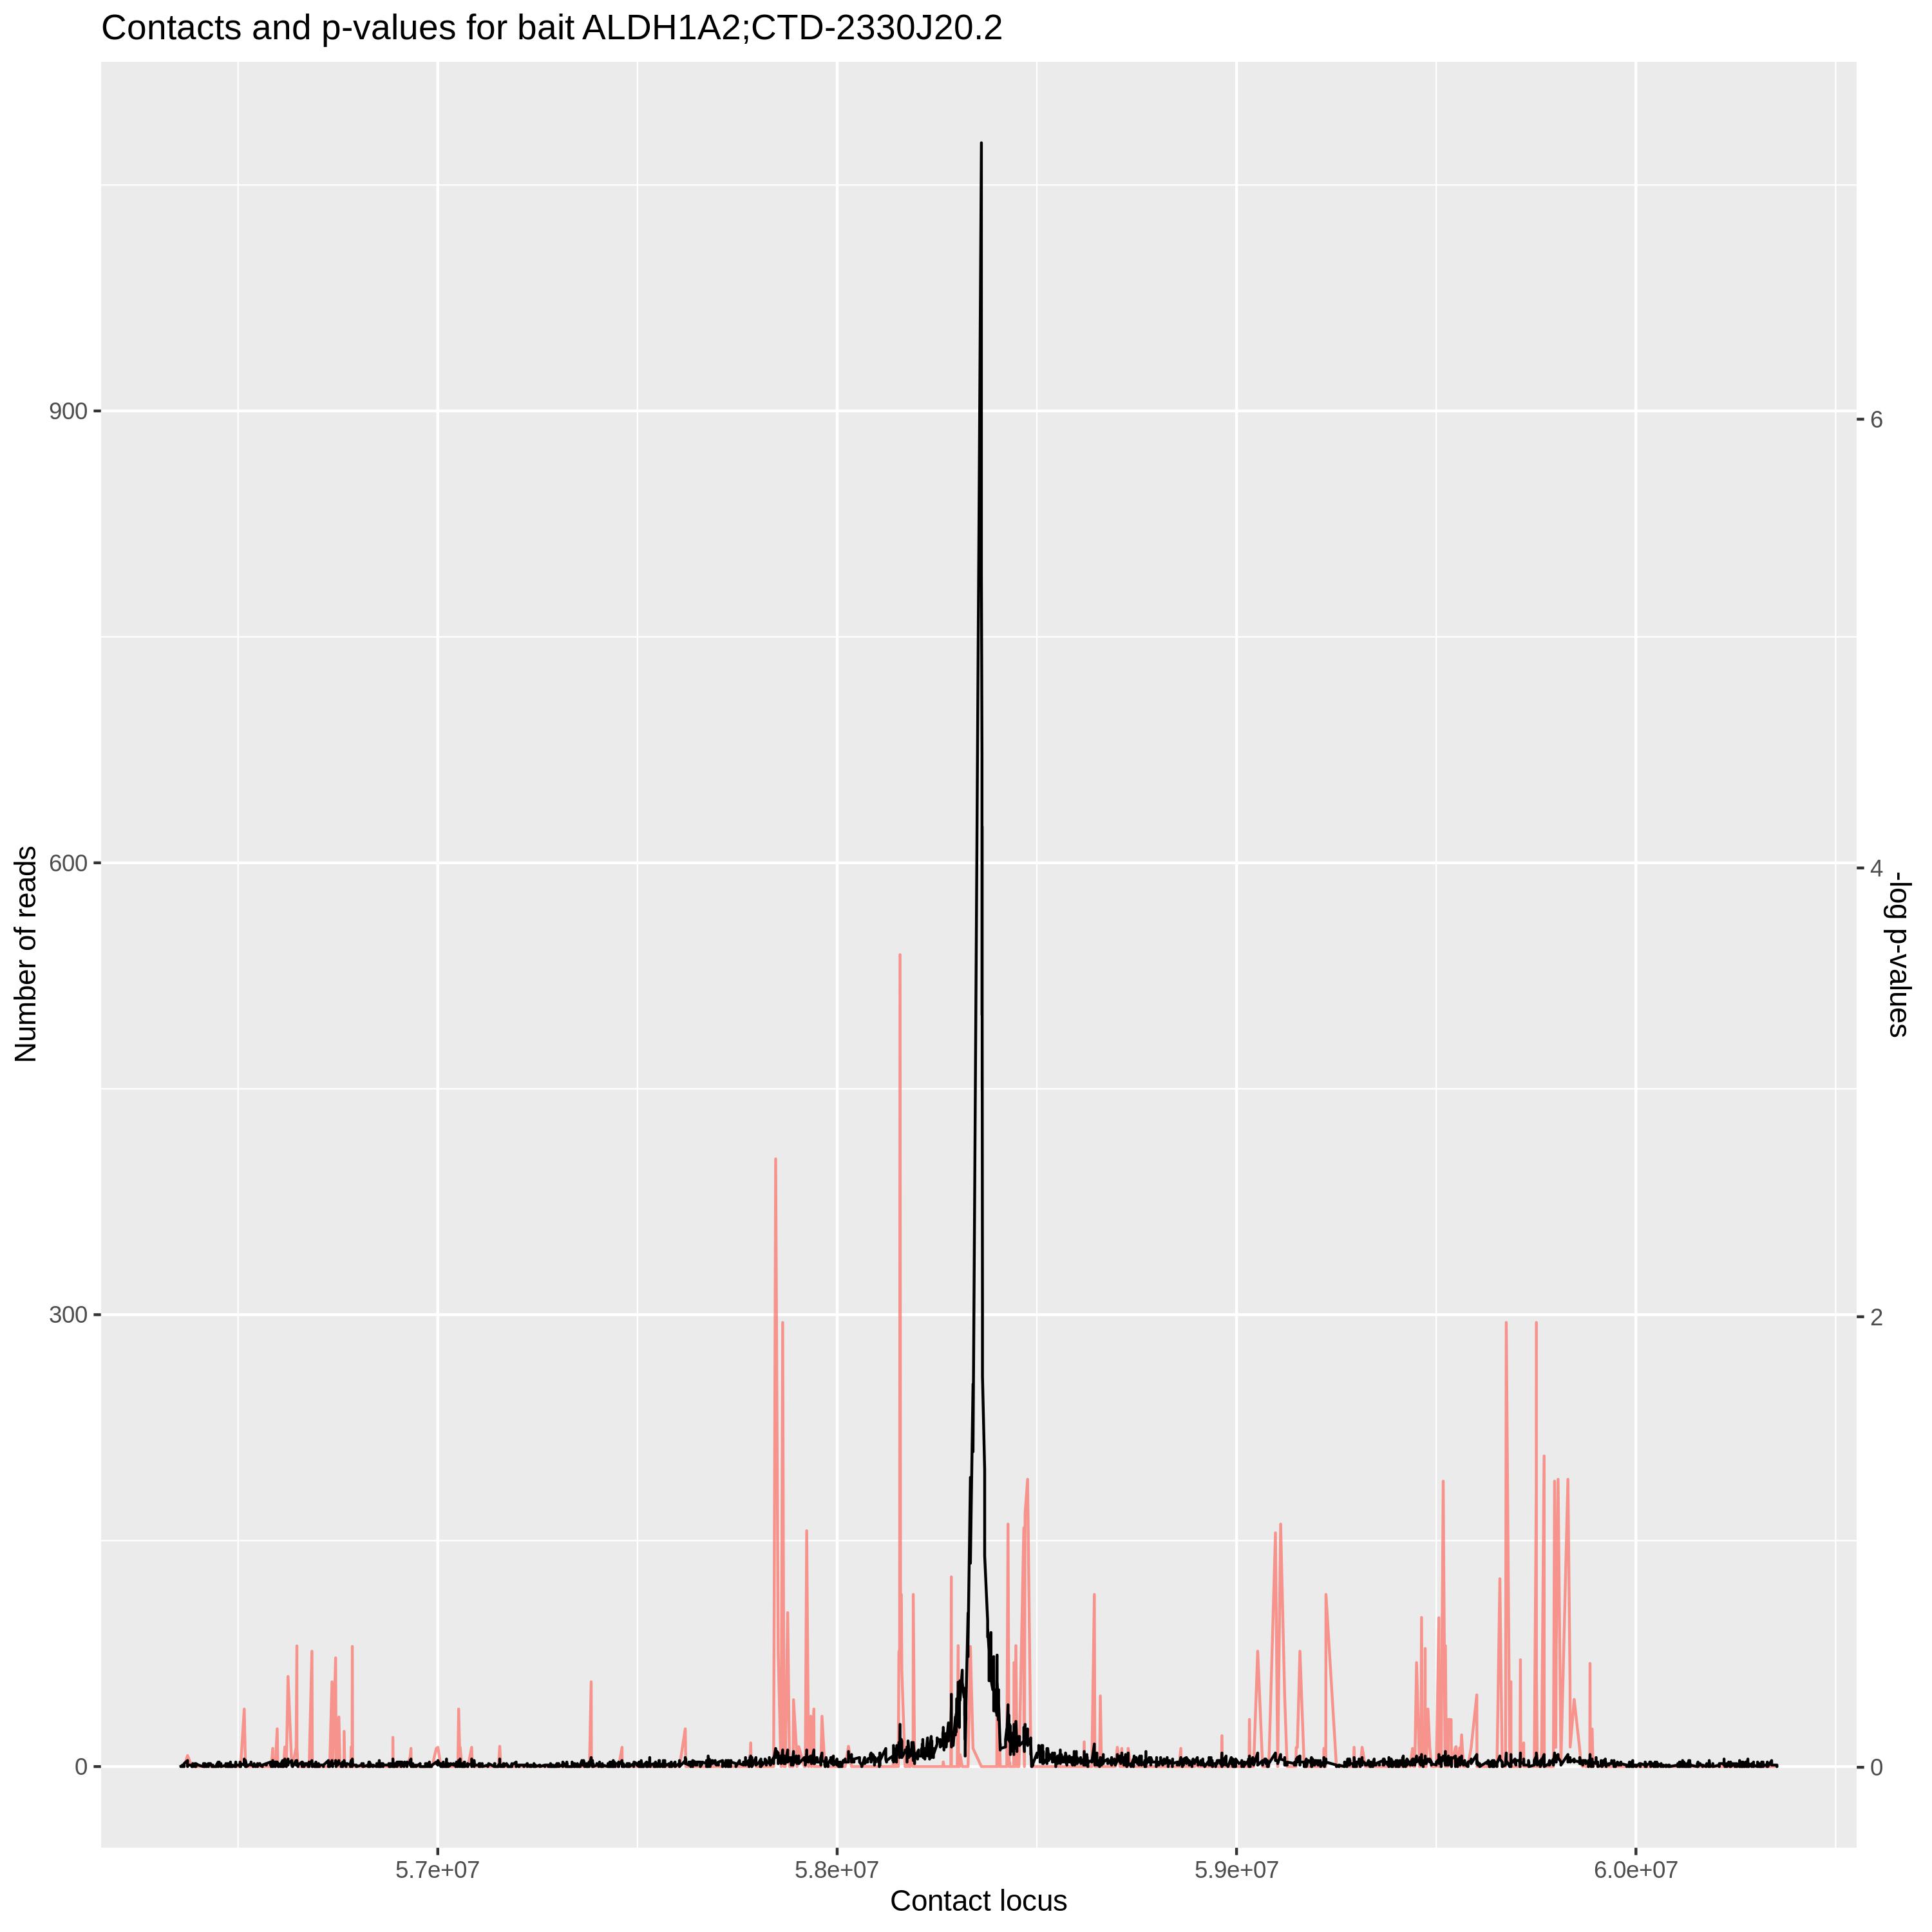 Contacts and p-values for bait ALDH1A2;CTD-2330J20.2
900
600
300
0
Number of reads
6
4
2
0
-log p-values
5.7e+07
5.8e+07
5.9e+07
6.0e+07
Contact locus